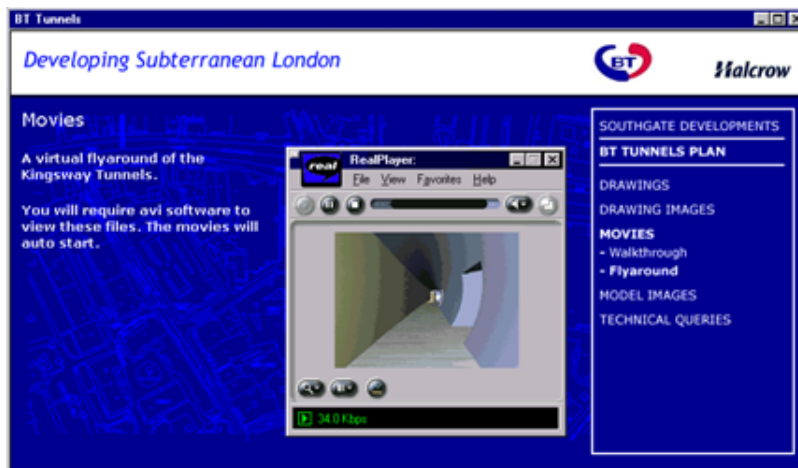 BT Tunnels
Developing Subterranean London
BT
Halcrow
Movies
A virtual flyaround of the
Kingsway Tunnels.
You will require avi software to
view these files. The movies will
auto start.
real
RealPlayer:
File View Favorites Help
34.0 Kbps
SOUTHGATE DEVELOPMENTS
BT TUNNELS PLAN
DRAWINGS
DRAWING IMAGES
MOVIES
- Walkthrough
- Flyaround
MODEL IMAGES
TECHNICAL QUERIES